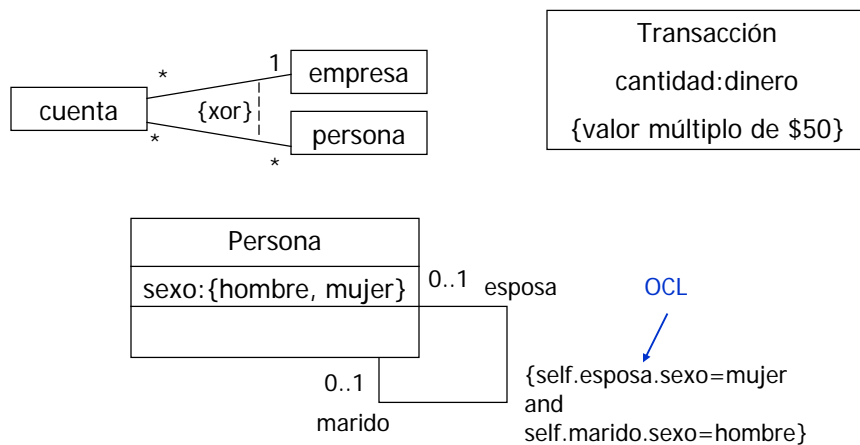 1
empresa
*
cuenta
{xor}
persona
*
*
Transacción
cantidad:dinero
{valor múltiplo de $50}
Persona
sexo:{hombre, mujer}
0..1
esposa
OCL
0..1
marido
{self.esposa.sexo=mujer
and
self.marido.sexo=hombre}